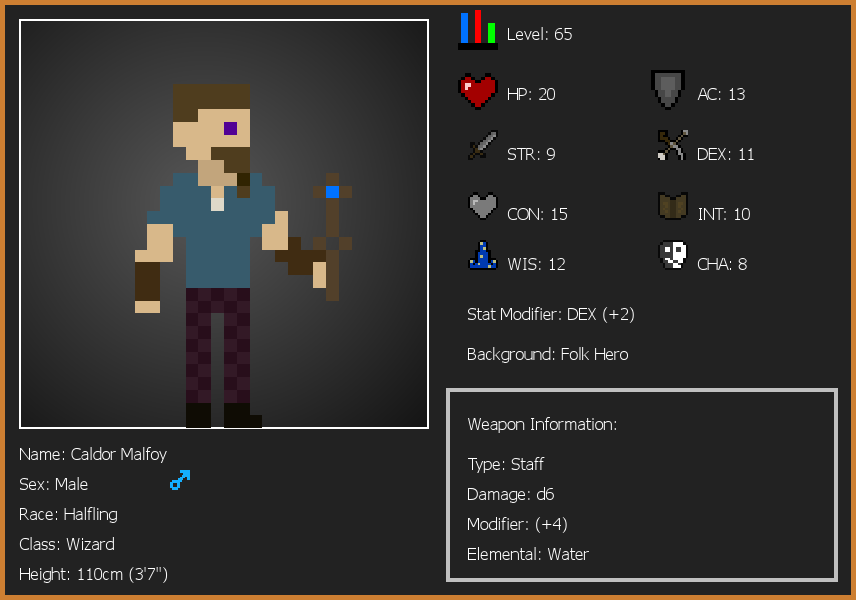 Level: 65
HP: 20
AC: 13
STR: 9
DEX: 11
CON: 15
INT: 10
WIS: 12
CHA: 8
Stat Modifier: DEX (+2)
Background: Folk Hero
Weapon Information:
Type: Staff
Damage: d6
Modifier: (+4)
Elemental: Water
Name: Caldor Malfoy
Sex: Male
Race: Halfling
Class: Wizard
Height: 110cm (3'7")